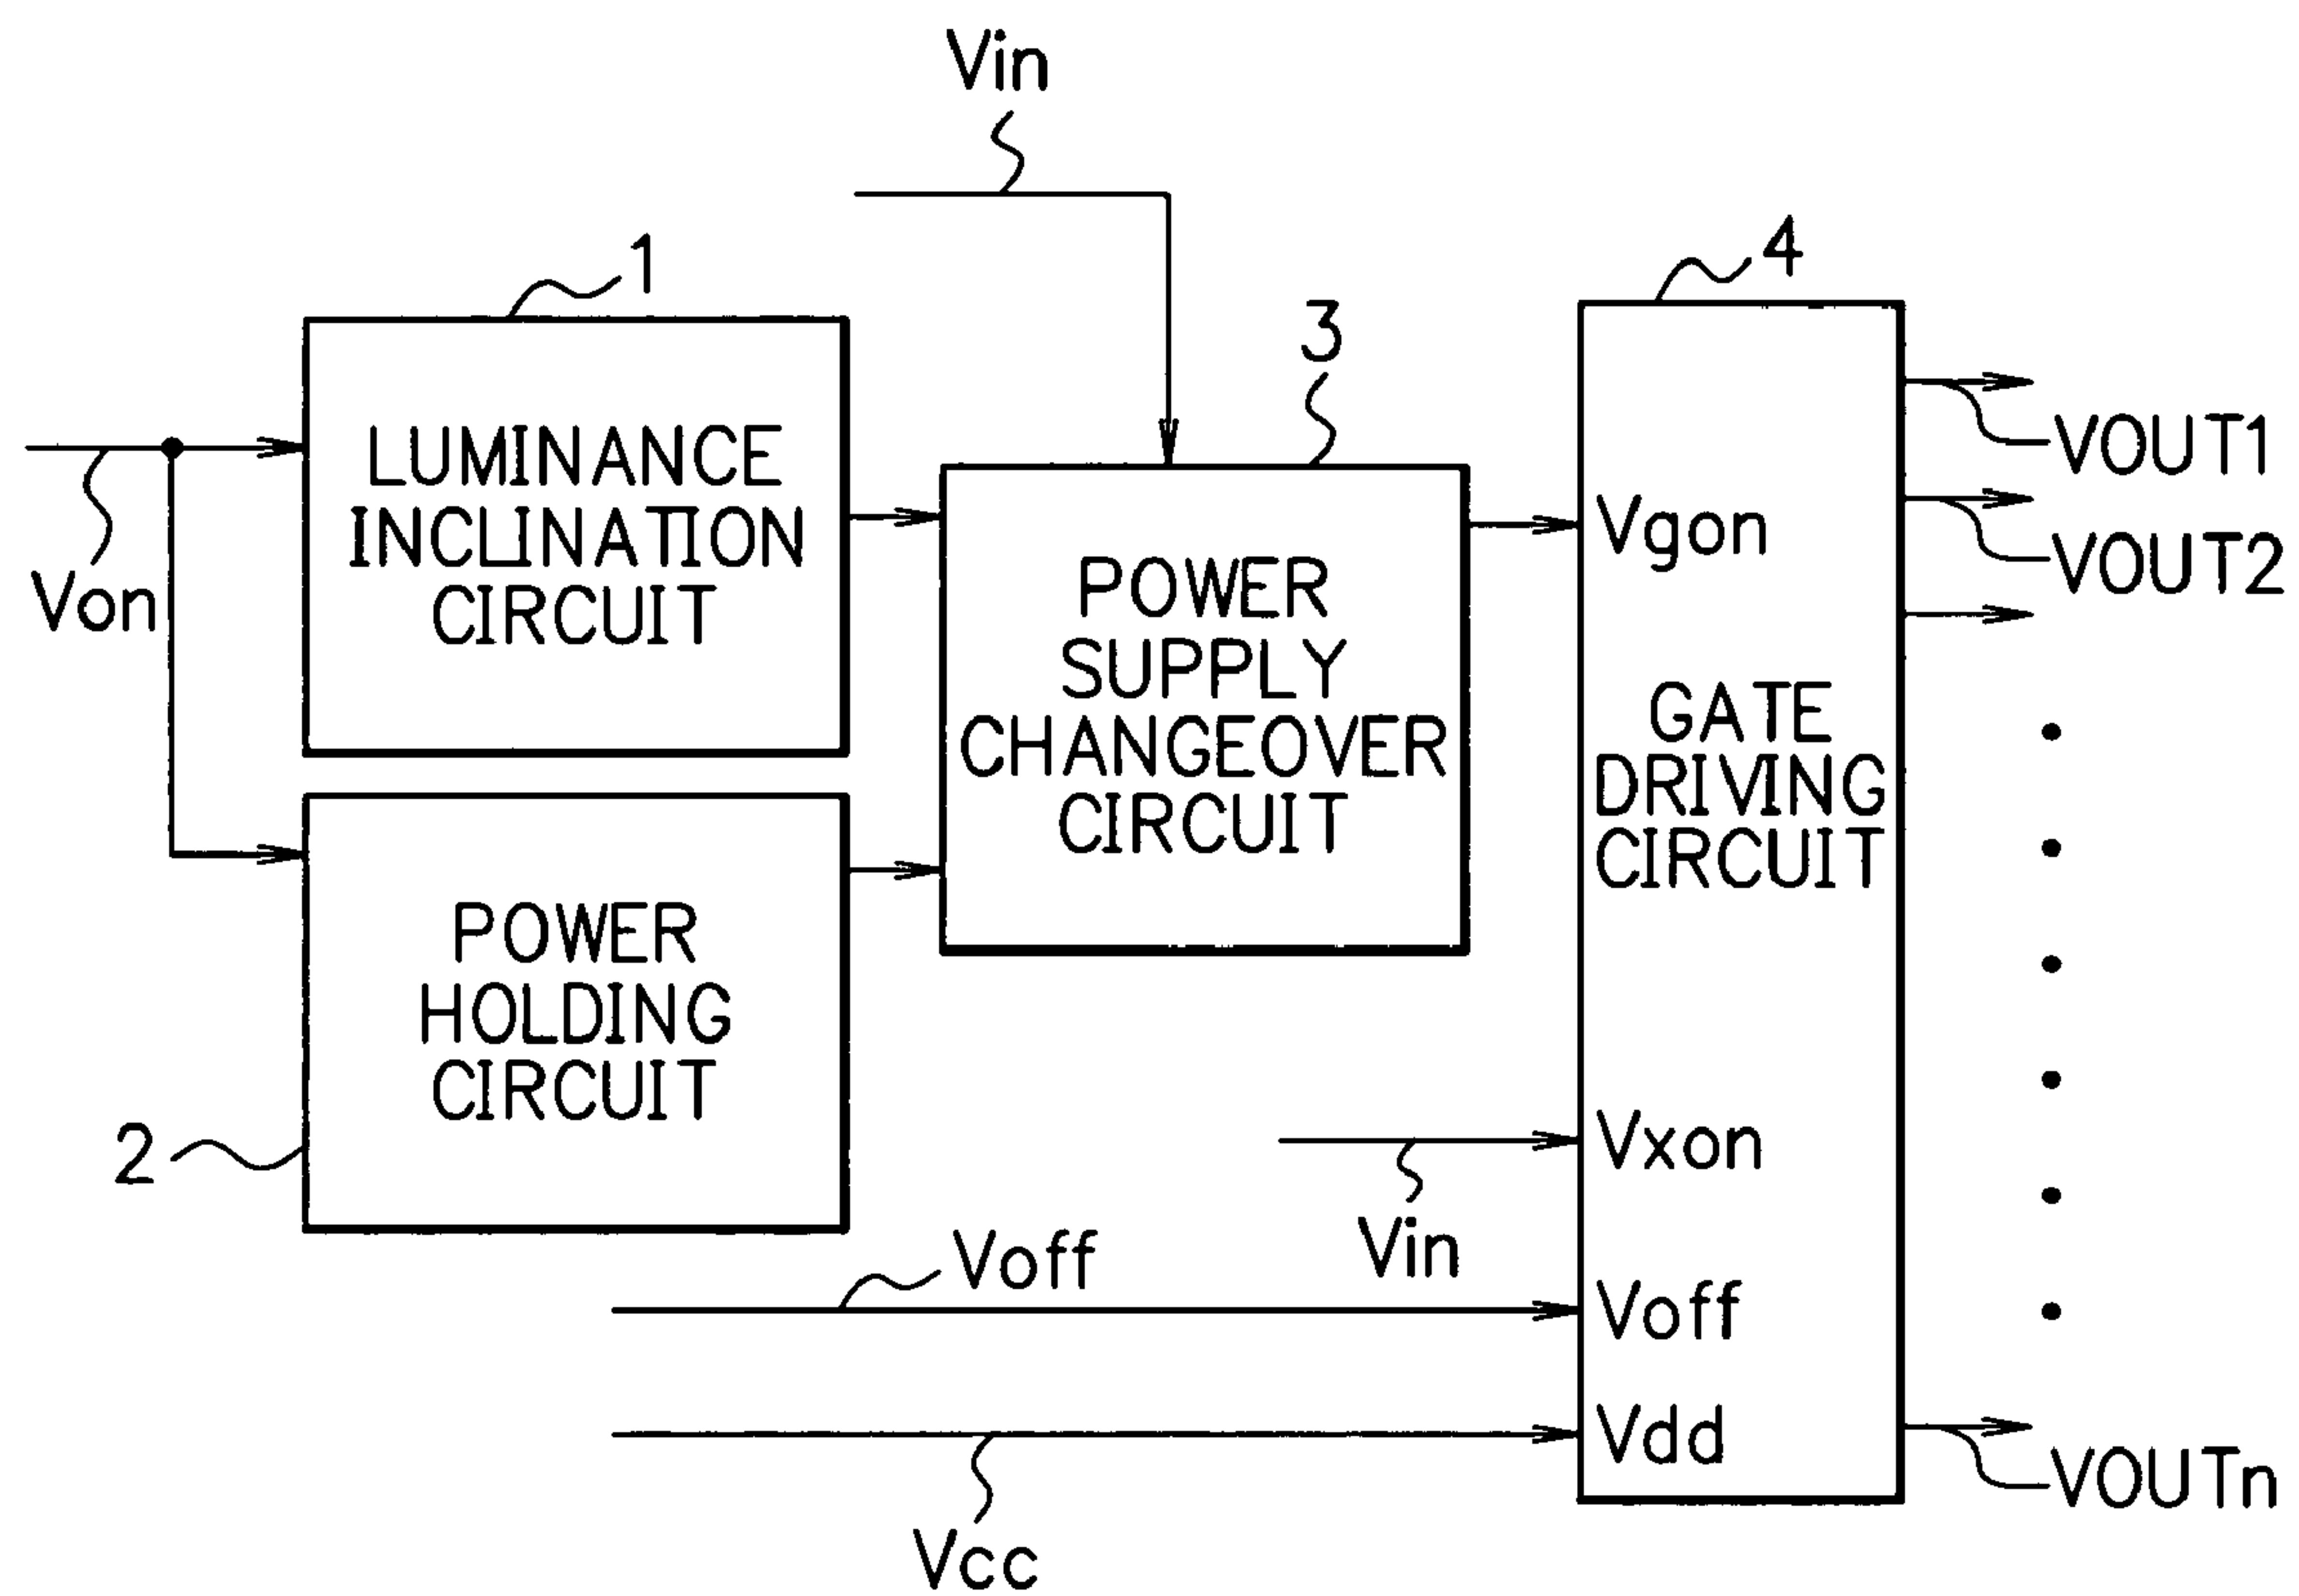 Vin
1
4
3
Von
LUMINANCE
INCLINATION
CIRCUIT
POWER
SUPPLY
CHANGEOVER
CIRCUIT
POWER
HOLDING
CIRCUIT
2
Vgon
GATE
DRIVING
CIRCUIT
Vxon
Vin
Voff
Voff
Vdd
Vcc
VOUT1
VOUT2
VOUTn